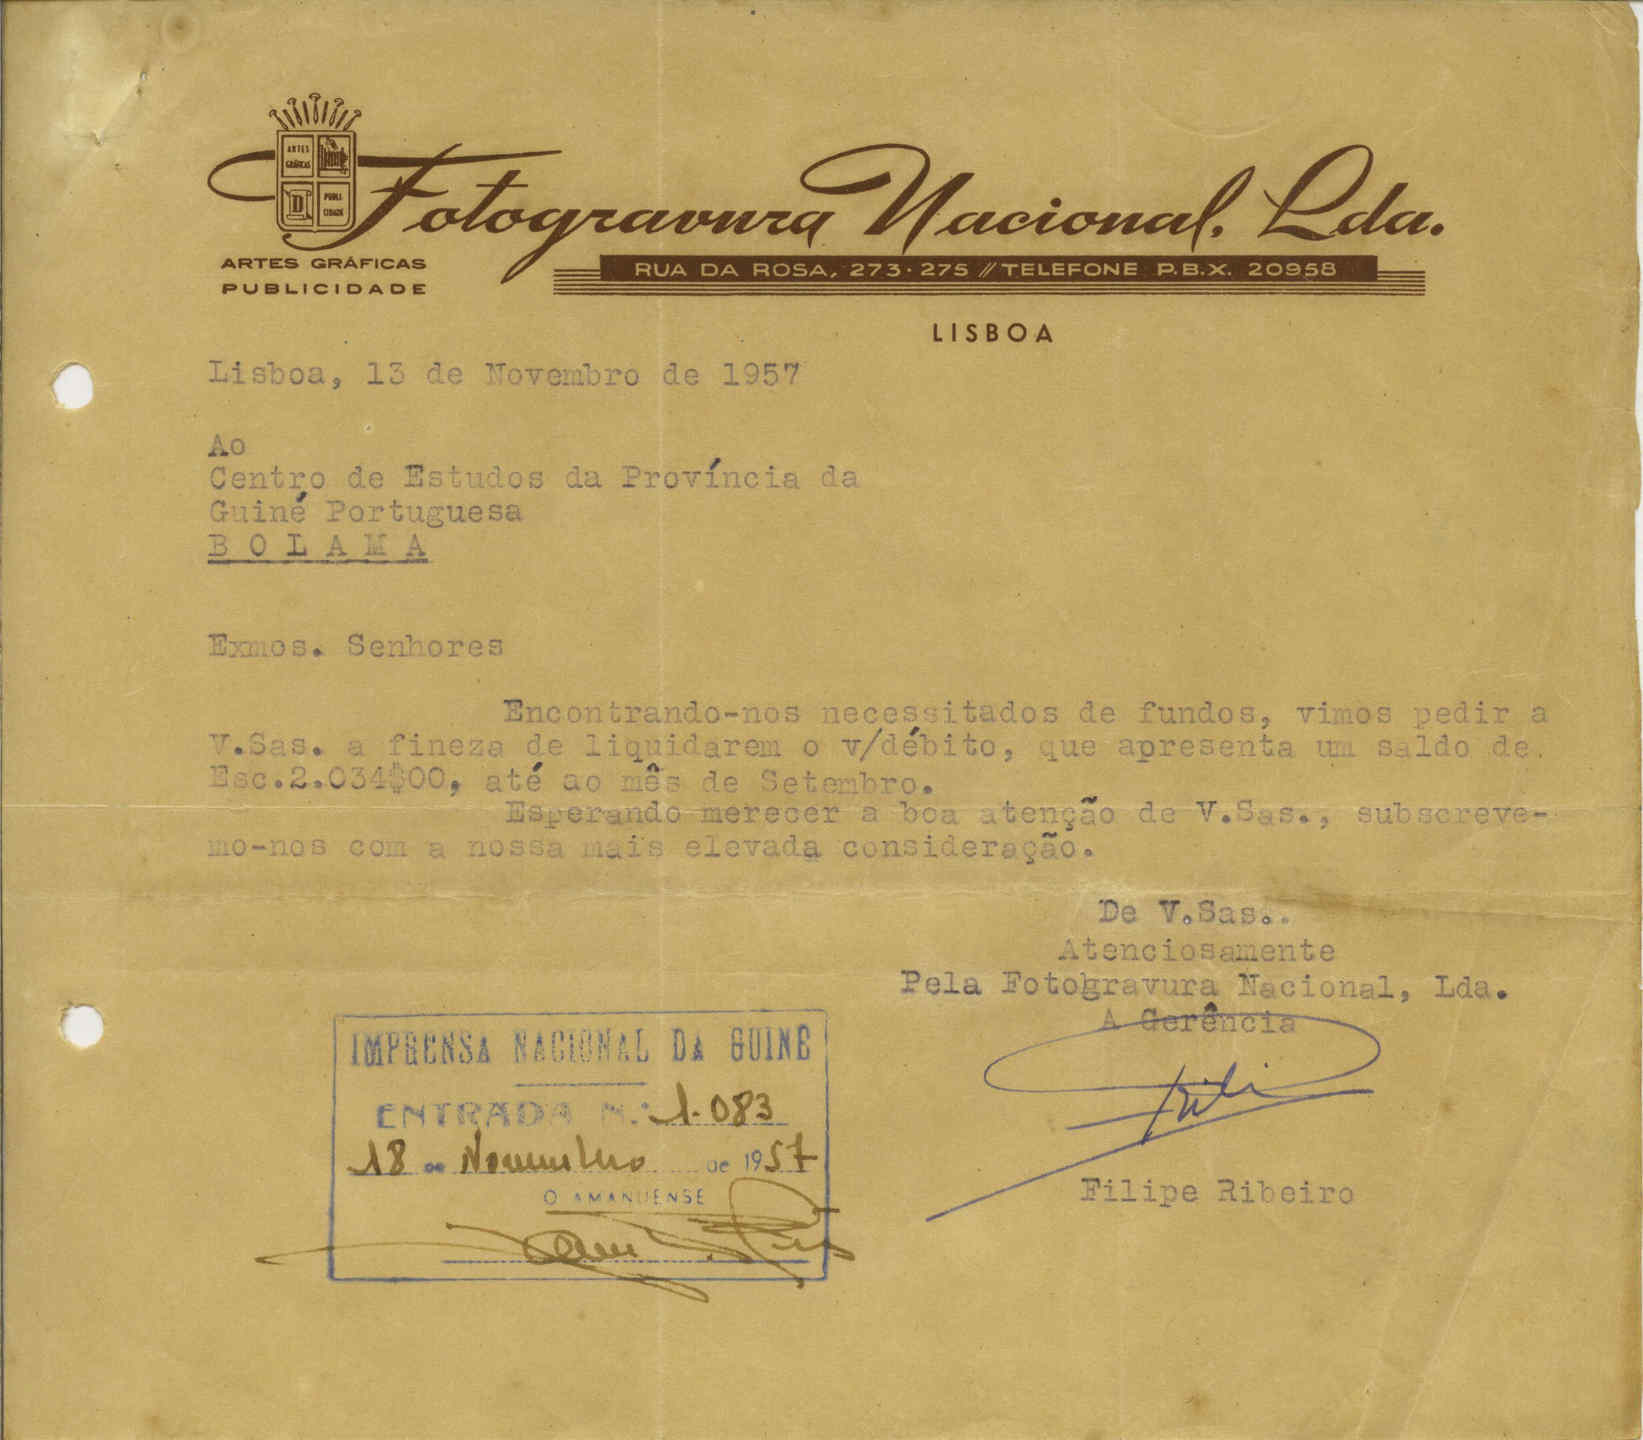 ARTES
GRÁFICAS
D
PUBLI
CIDADE
Fotogravura Nacional, Lda.
ARTES GRÁFICAS
PUBLICIDADE
RUA DA ROSA, 273-275 // TELEFONE P.B.X. 20958
LISBOA
Lisboa, 13 de Novembro de 1957
Ao
Centro de Estudos da Província da
Guiné Portuguesa
B O L A M A
Exmos. Senhores
Encontrando-nos necessitados de fundos, vimos pedir a
V.Sas. a fineza de liquidarem o v/débito, que apresenta um saldo de
Esc.2.034$00, até ao mês de Setembro.
Esperando merecer a boa atenção de V.Sas., subscreve-
mo-nos com a nossa mais elevada consideração.
De V.Sas..
Atenciosamente
Pela Fotogravura Nacional, Lda.
A Gerência
Filipe Ribeiro
IMPRENSA NACIONAL DA GUINÉ
ENTRADA N.º 1.083
18 de Novembro de 1957
O AMANUENSE